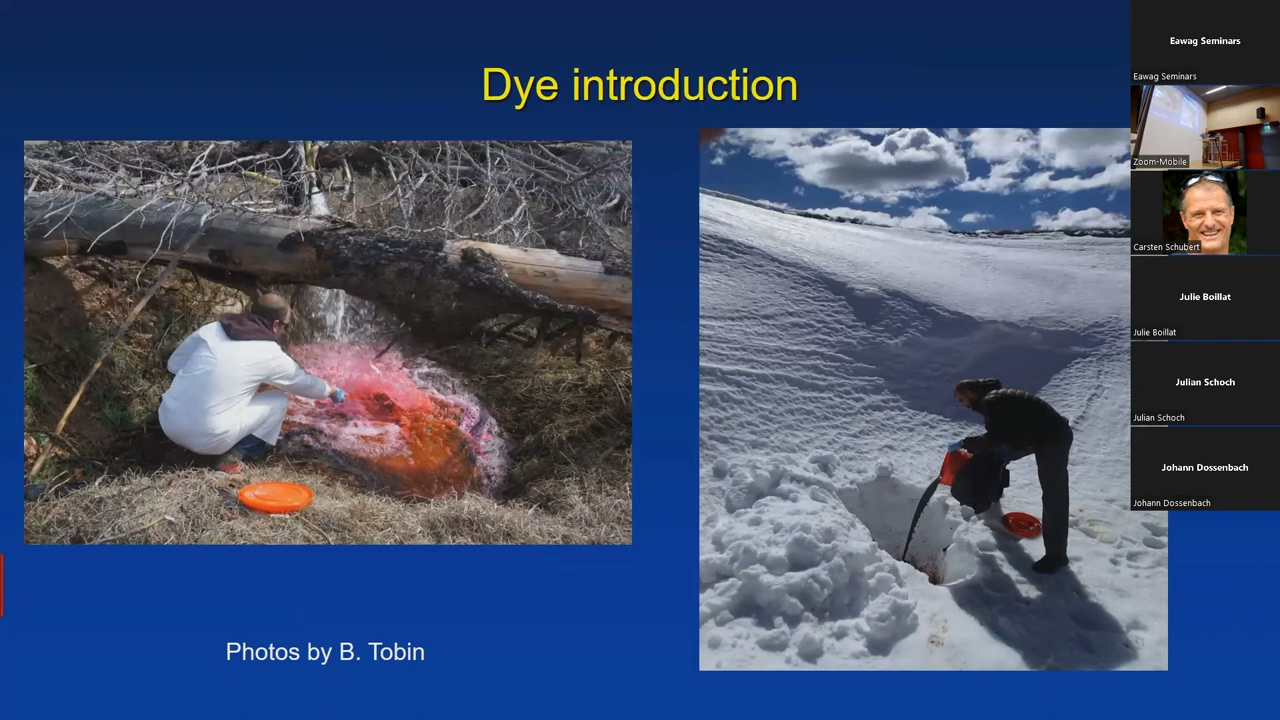 Dye introduction
Photos by B. Tobin
Eawag Seminars
Eawag Seminars
Zoom-Mobile
Carsten Schubert
Julie Boillat
Julie Boillat
Julian Schoch
Julian Schoch
Johann Dossenbach
Johann Dossenbach